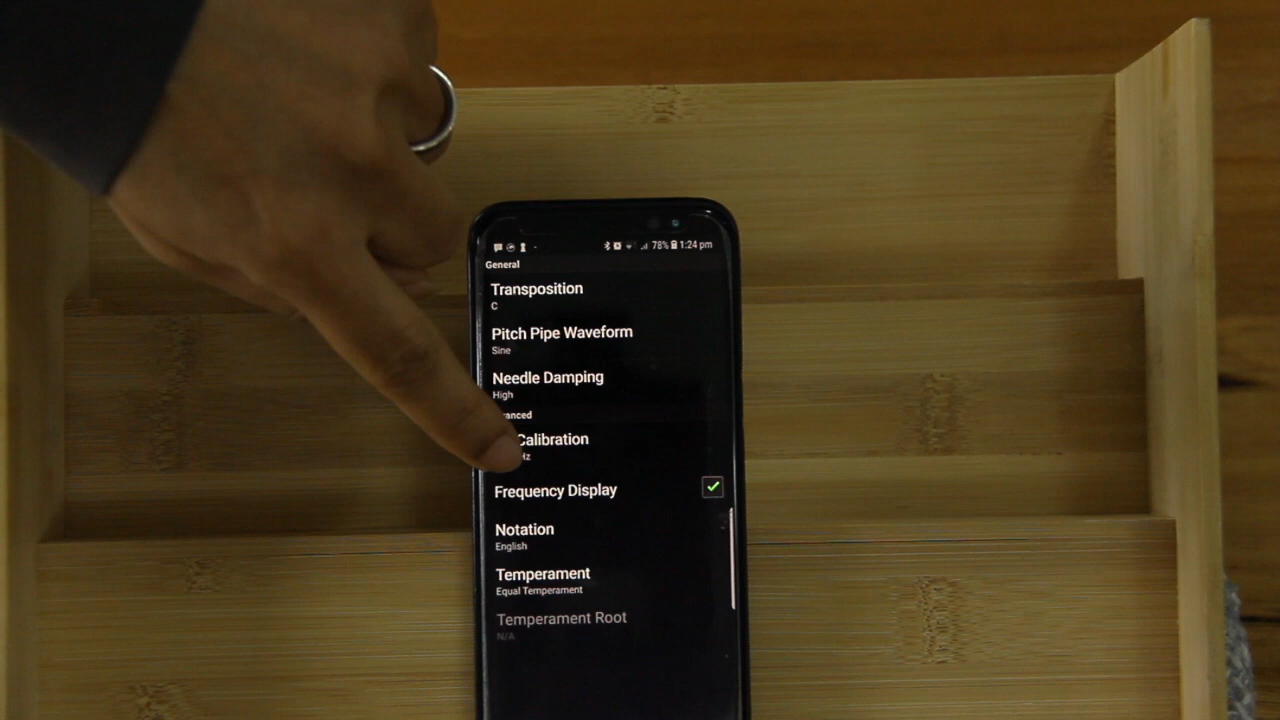 78% 1:24 pm
General
Transposition
C
Pitch Pipe Waveform
Sine
Needle Damping
High
Calibration
Hz
Frequency Display
Notation
English
Temperament
Equal Temperament
Temperament Root
N/A